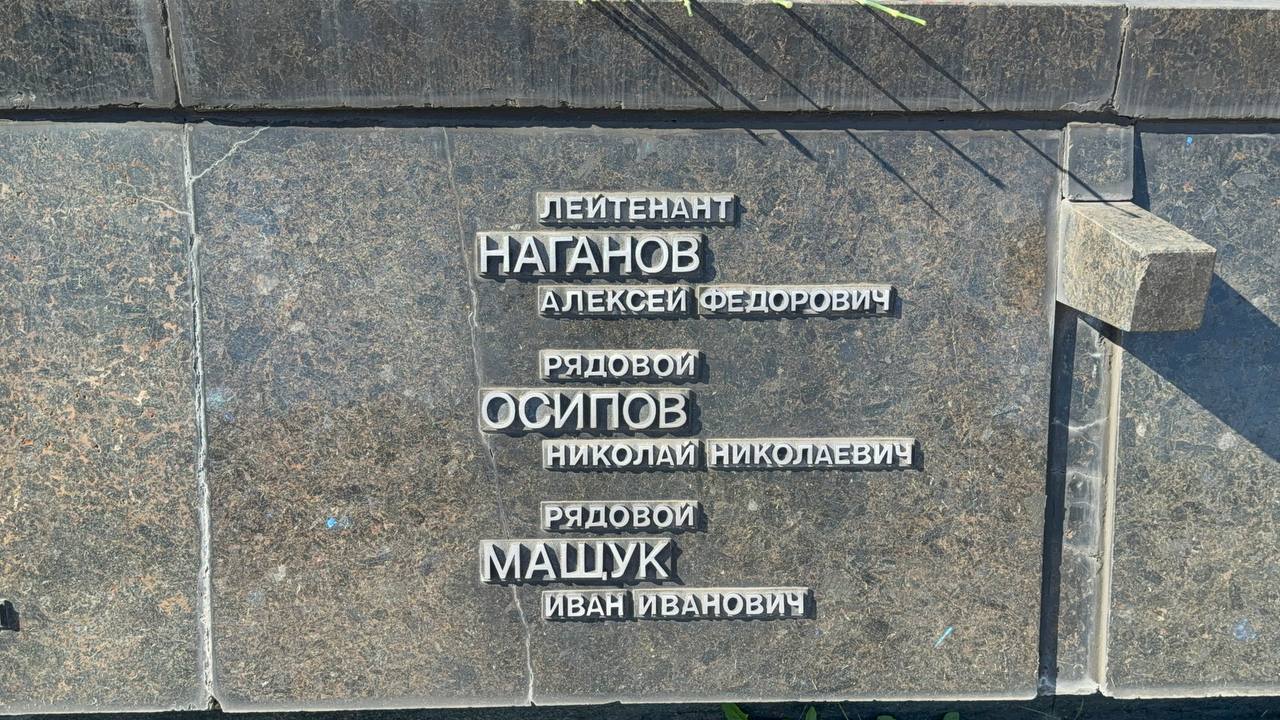 ЛЕЙТЕНАНТ
НАГАНОВ
АЛЕКСЕЙ ФЕДОРОВИЧ
РЯДОВОЙ
ОСИПОВ
НИКОЛАЙ НИКОЛАЕВИЧ
РЯДОВОЙ
МАЩУК
ИВАН ИВАНОВИЧ